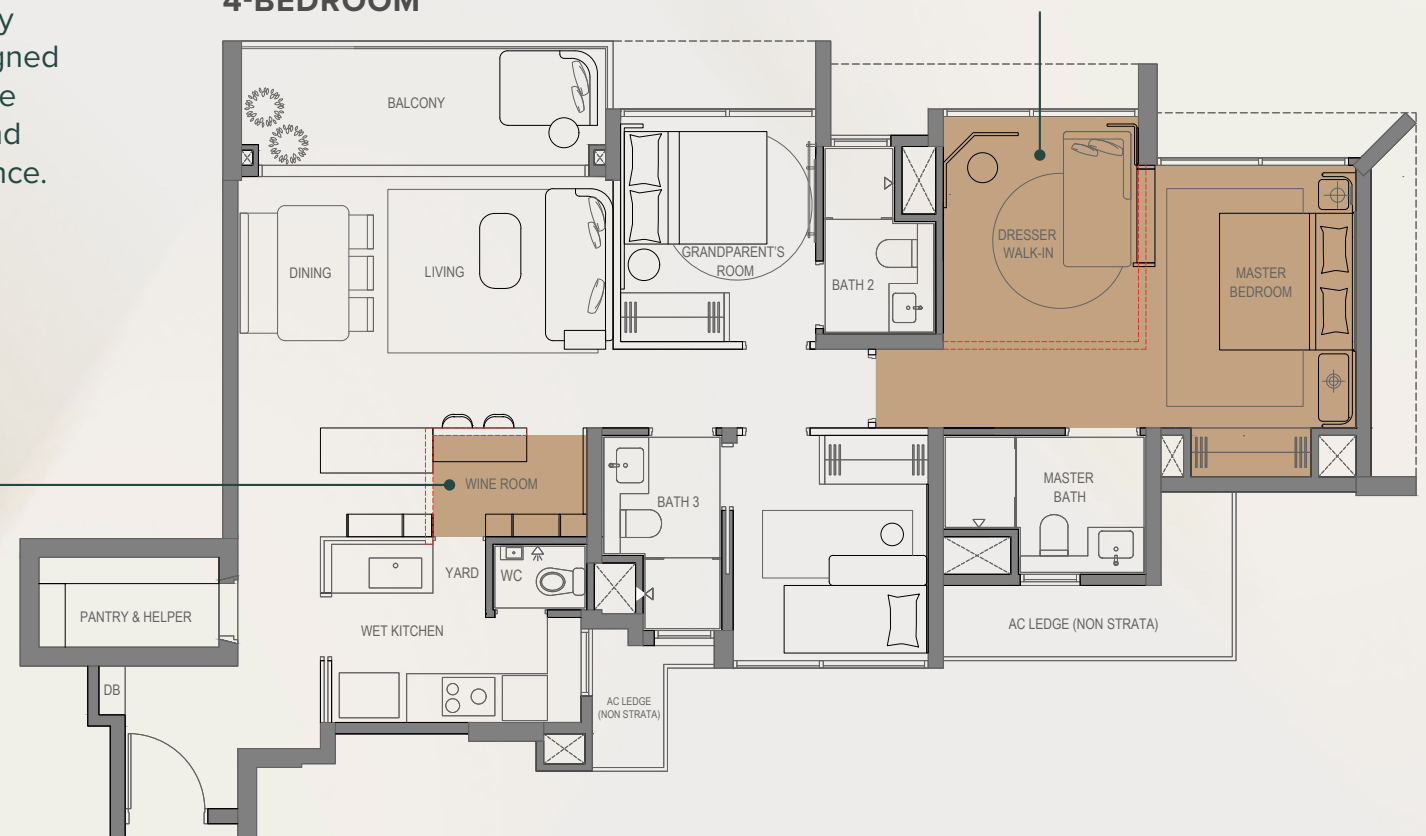 4-BEDROOM
gned
nce.
BALCONY
DINING
LIVING
GRANDPARENT'S
ROOM
BATH 2
DRESSER
WALK-IN
MASTER
BEDROOM
WINE ROOM
BATH 3
MASTER
BATH
YARD
WC
PANTRY & HELPER
WET KITCHEN
AC LEDGE (NON STRATA)
DB
AC LEDGE
(NON STRATA)